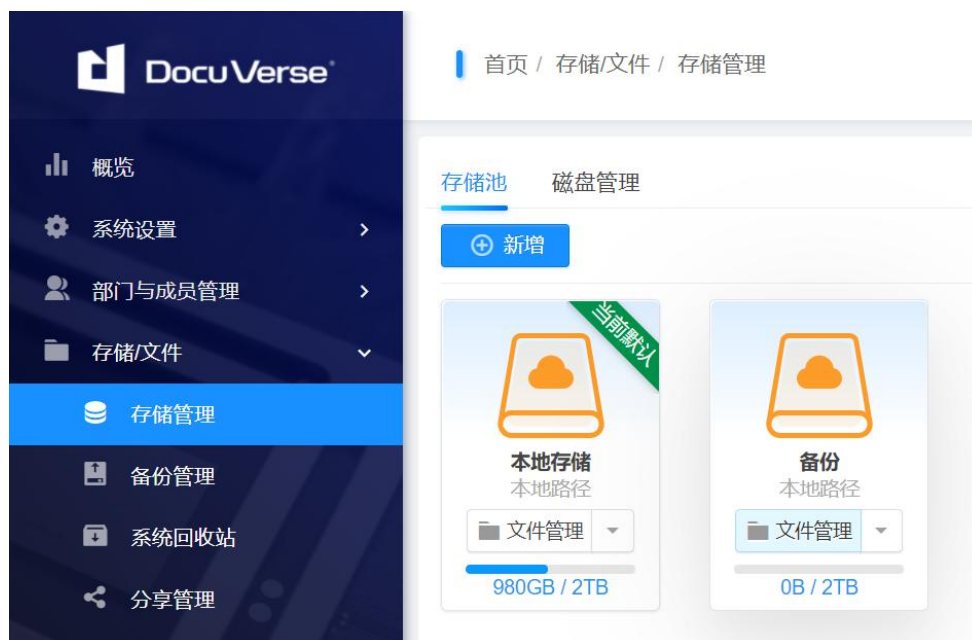 DocuVerse
首页 / 存储/文件 / 存储管理
概览
系统设置
部门与成员管理
存储/文件
存储管理
备份管理
系统回收站
分享管理
存储池 磁盘管理
新增
当前默认
本地存储
本地路径
文件管理
980GB / 2TB
备份
本地路径
文件管理
0B / 2TB